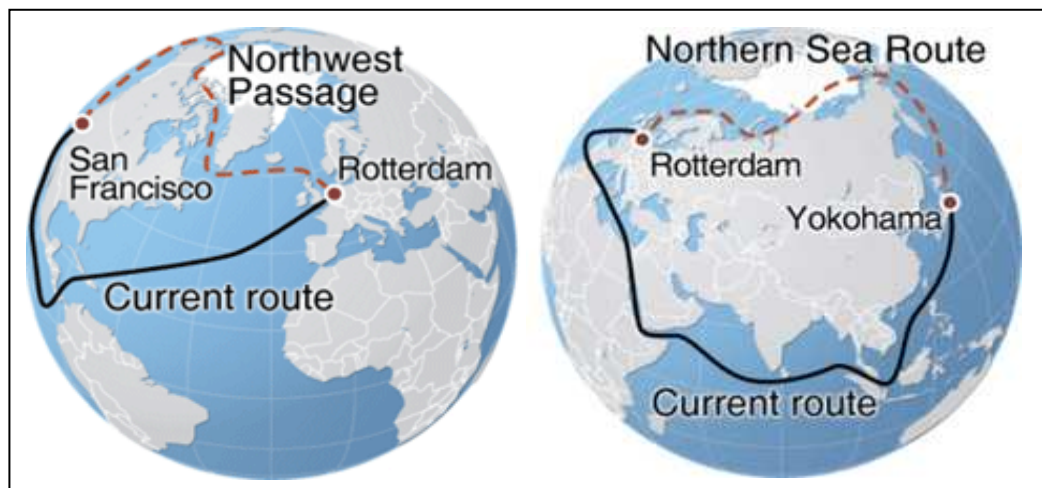 Northwest
Passage
San
Francisco
Rotterdam
Current route
Northern Sea Route
Rotterdam
Yokohama
Current route